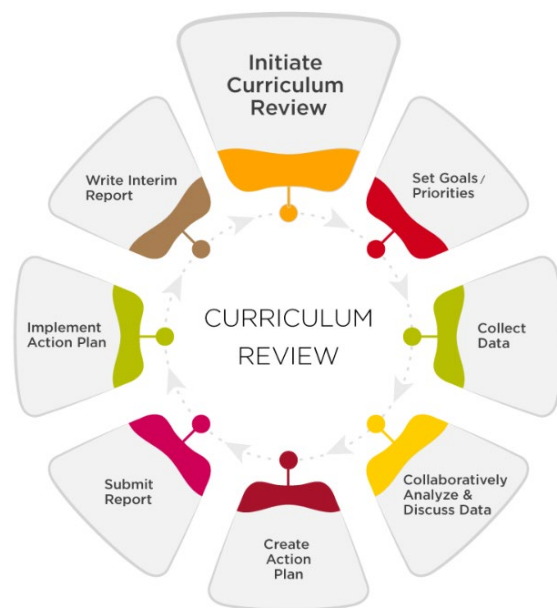 Initiate
Curriculum
Review
Set Goals/
Priorities
Collect
Data
Collaboratively
Analyze &
Discuss Data
Create
Action
Plan
Submit
Report
Implement
Action Plan
Write Interim
Report
CURRICULUM
REVIEW